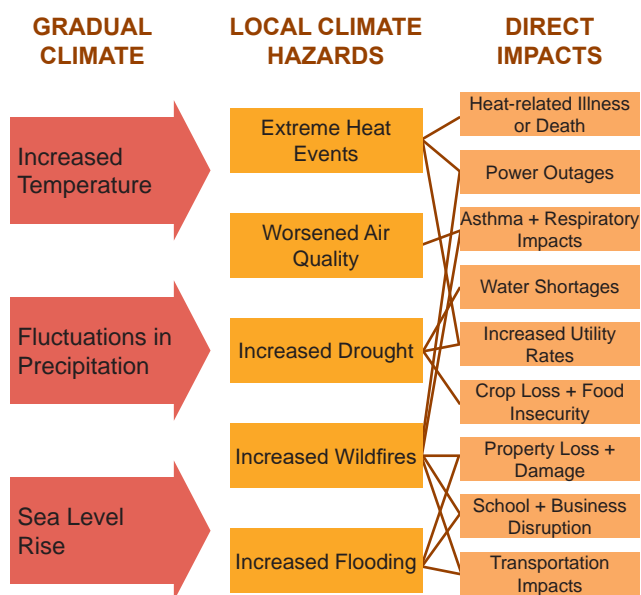 GRADUAL
CLIMATE
LOCAL CLIMATE
HAZARDS
DIRECT
IMPACTS
Increased
Temperature
Fluctuations in
Precipitation
Sea Level
Rise
Extreme Heat
Events
Worsened Air
Quality
Increased Drought
Increased Wildfires
Increased Flooding
Heat-related Illness
or Death
Power Outages
Asthma + Respiratory
Impacts
Water Shortages
Increased Utility
Rates
Crop Loss + Food
Insecurity
Property Loss +
Damage
School + Business
Disruption
Transportation
Impacts